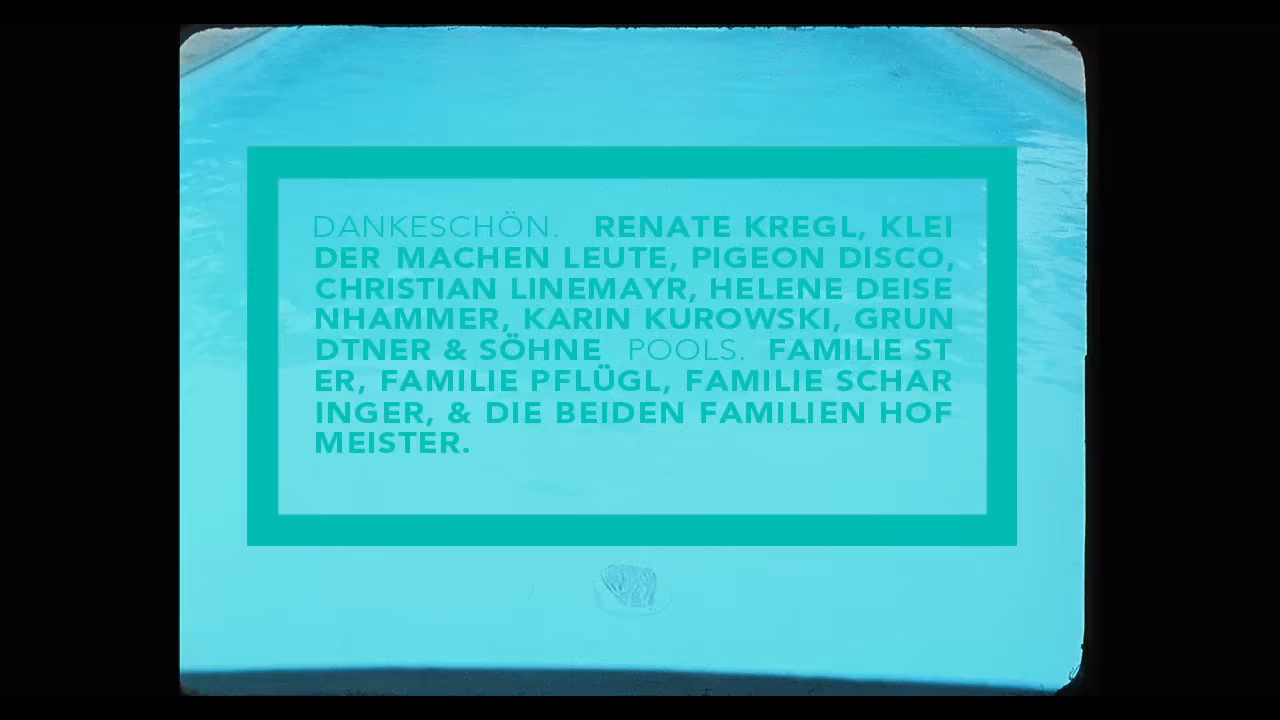 DANKESCHÖN. RENATE KREGL, KLEI
DER MACHEN LEUTE, PIGEON DISCO,
CHRISTIAN LINEMAYR, HELENE DEISE
NHAMMER, KARIN KUROWSKI, GRUN
DTNER & SÖHNE POOLS. FAMILIE ST
ER, FAMILIE PFLÜGL, FAMILIE SCHAR
INGER, & DIE BEIDEN FAMILIEN HOF
MEISTER.